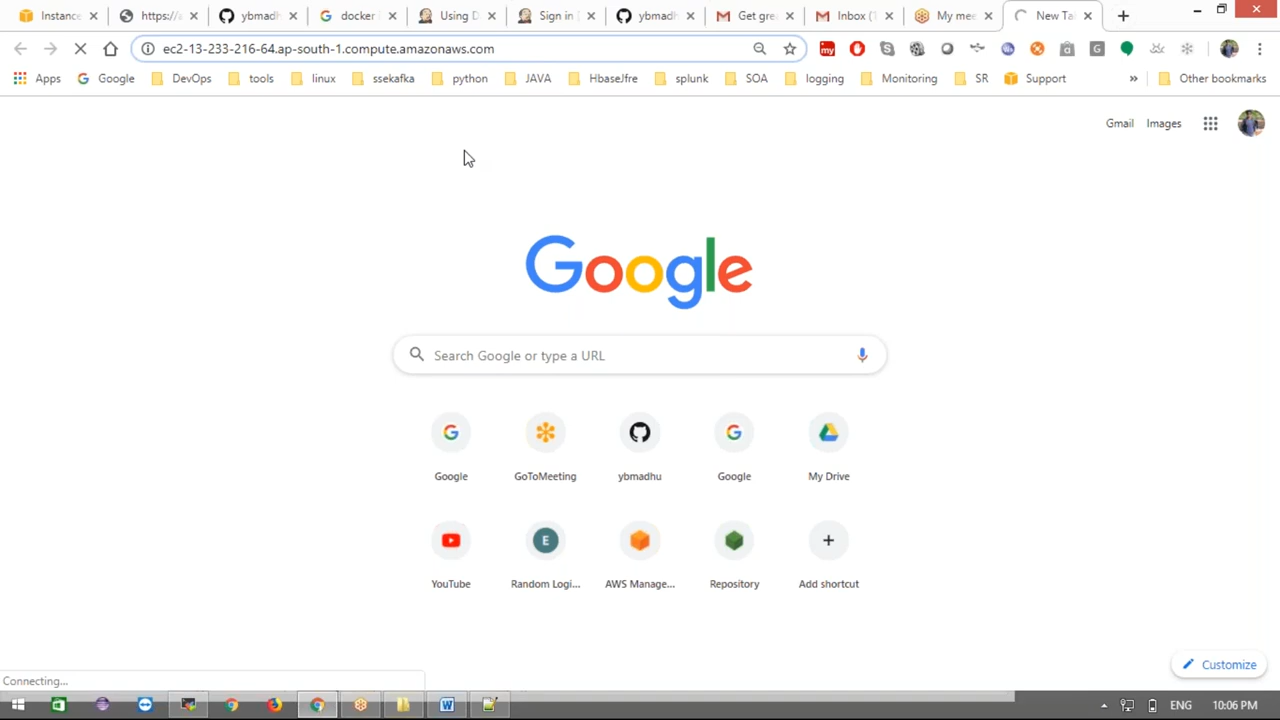 Instanc
https://
ybmadh
docker
Using D
Sign in
ybmadh
Get gre
Inbox (1
My mee
New Ta
ec2-13-233-216-64.ap-south-1.compute.amazonaws.com
Apps
Google
DevOps
tools
linux
ssekafka
python
JAVA
Hbase/fre
splunk
SOA
logging
Monitoring
SR
Support
Other bookmarks
Gmail
Images
Google
Search Google or type a URL
Google
GoToMeeting
ybmadhu
Google
My Drive
YouTube
Random Logi...
AWS Manage...
Repository
Add shortcut
Customize
Connecting...
ENG
10:06 PM